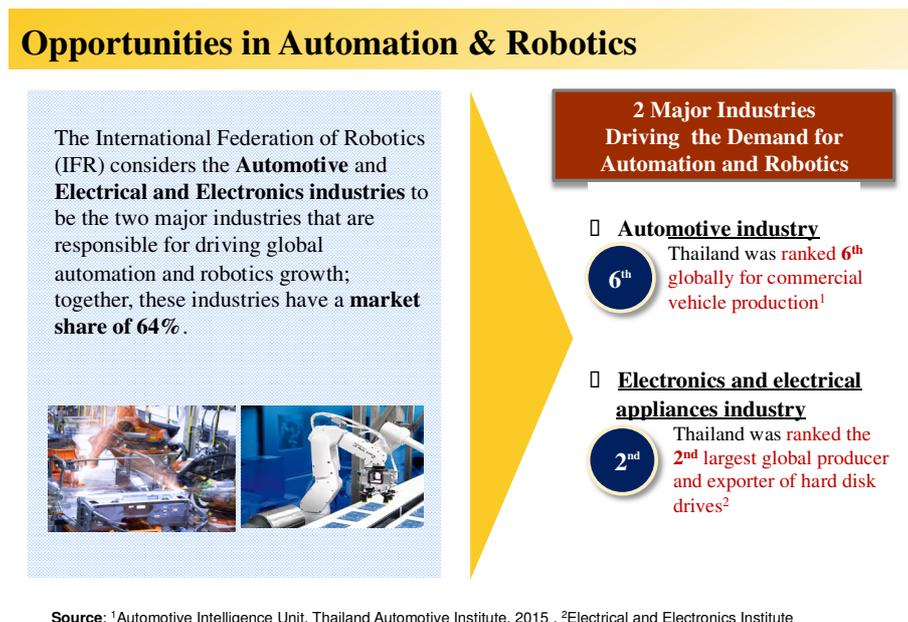 Opportunities in Automation & Robotics
The International Federation of Robotics
(IFR) considers the Automotive and
Electrical and Electronics industries to
be the two major industries that are
responsible for driving global
automation and robotics growth;
together, these industries have a market
share of 64%.
2 Major Industries
Driving the Demand for
Automation and Robotics
Automotive industry
6th
Thailand was ranked 6th
globally for commercial
vehicle production1
Electronics and electrical
appliances industry
2nd
Thailand was ranked the
2nd largest global producer
and exporter of hard disk
drives2
Source: 1Automotive Intelligence Unit, Thailand Automotive Institute, 2015 , 2Electrical and Electronics Institute